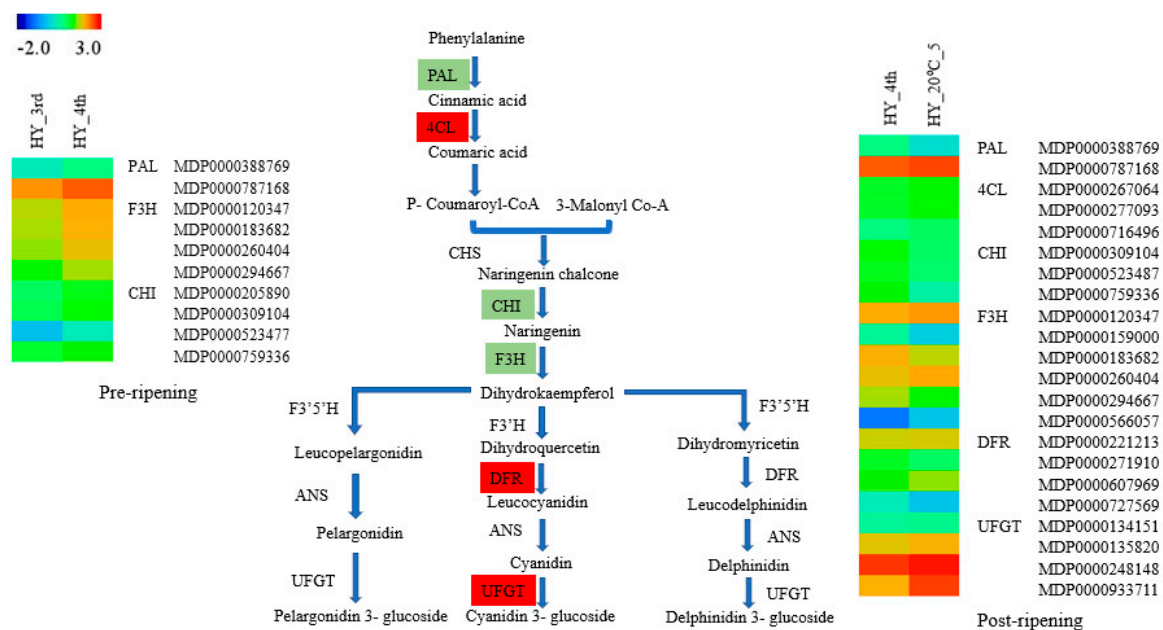 -2.0 3.0
HY_3rd
HY_4th
PAL MDP0000388769
MDP0000787168
F3H MDP0000120347
MDP0000183682
MDP0000260404
MDP0000294667
CHI MDP0000205890
MDP0000309104
MDP0000523477
MDP0000759336
Pre-ripening
Phenylalanine
PAL
Cinnamic acid
4CL
Coumaric acid
P- Coumaroyl-CoA 3-Malonyl Co-A
CHS
Naringenin chalcone
CHI
Naringenin
F3H
Dihydrokaempferol
F3’5’H
F3’H
F3’5’H
Leucopelargonidin
Dihydroquercetin
Dihydromyricetin
DFR
DFR
Leucocyanidin
Leucodelphinidin
ANS
ANS
ANS
Pelargonidin
Cyanidin
Delphinidin
UFGT
UFGT
UFGT
Pelargonidin 3- glucoside
Cyanidin 3- glucoside
Delphinidin 3- glucoside
HY_4th
HY_20°C_5
PAL MDP0000388769
MDP0000787168
4CL MDP0000267064
MDP0000277093
MDP0000716496
CHI MDP0000309104
MDP0000523487
MDP0000759336
F3H MDP0000120347
MDP0000159000
MDP0000183682
MDP0000260404
MDP0000294667
MDP0000566057
DFR MDP0000221213
MDP0000271910
MDP0000607969
MDP0000727569
UFGT MDP0000134151
MDP0000135820
MDP0000248148
MDP0000933711
Post-ripening